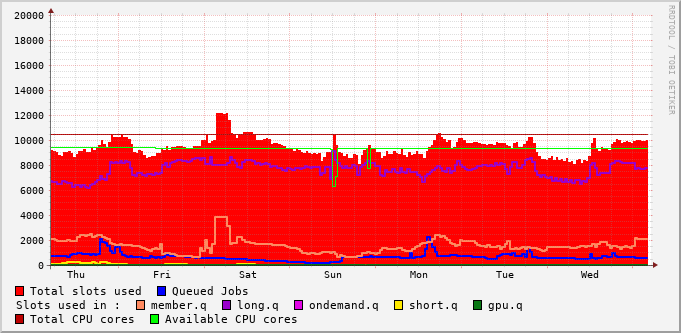 20000
18000
16000
14000
12000
10000
8000
6000
4000
2000
0
Thu Fri Sat Sun Mon Tue Wed
Total slots used Queued Jobs
Slots used in : member.q long.q ondemand.q short.q gpu.q
Total CPU cores Available CPU cores
RRDTOOL / TOBI OETIKER